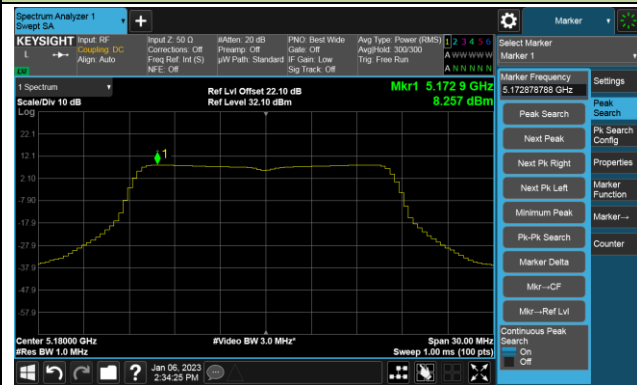 Spectrum Analyzer 1
Swept SA
KEYSIGHT
Input: RF
Coupling: DC
Align: Auto
Input Z: 50 Ω
Corrections: Off
Freq Ref: Int (S)
NFE: Off
#Atten: 20 dB
Preamp: Off
µW Path: Standard
PNO: Best Wide
Gate: Off
IF Gain: Low
Sig Track: Off
Avg Type: Power (RMS)
Avg|Hold: 300/300
Trig: Free Run
1 2 3 4 5 6
A W W W W W
A N N N N N
1 Spectrum
Scale/Div 10 dB
Log
Ref Lvl Offset 22.10 dB
Ref Level 32.10 dBm
Mkr1 5.172 9 GHz
8.257 dBm
1
22.1
12.1
2.10
-7.90
-17.9
-27.9
-37.9
-47.9
-57.9
Center 5.18000 GHz
#Res BW 1.0 MHz
#Video BW 3.0 MHz*
Span 30.00 MHz
Sweep 1.00 ms (100 pts)
Jan 06, 2023
2:34:25 PM
Marker
Select Marker
Marker 1
Marker Frequency
5.172878788 GHz
Peak Search
Next Peak
Next Pk Right
Next Pk Left
Minimum Peak
Pk-Pk Search
Marker Delta
Mkr→CF
Mkr→Ref Lvl
Continuous Peak
Search
On
Off
Settings
Peak
Search
Pk Search
Config
Properties
Marker
Function
Marker→
Counter